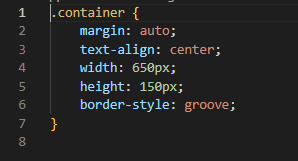 1 .container {
2     margin: auto;
3     text-align: center;
4     width: 650px;
5     height: 150px;
6     border-style: groove;
7 }
8